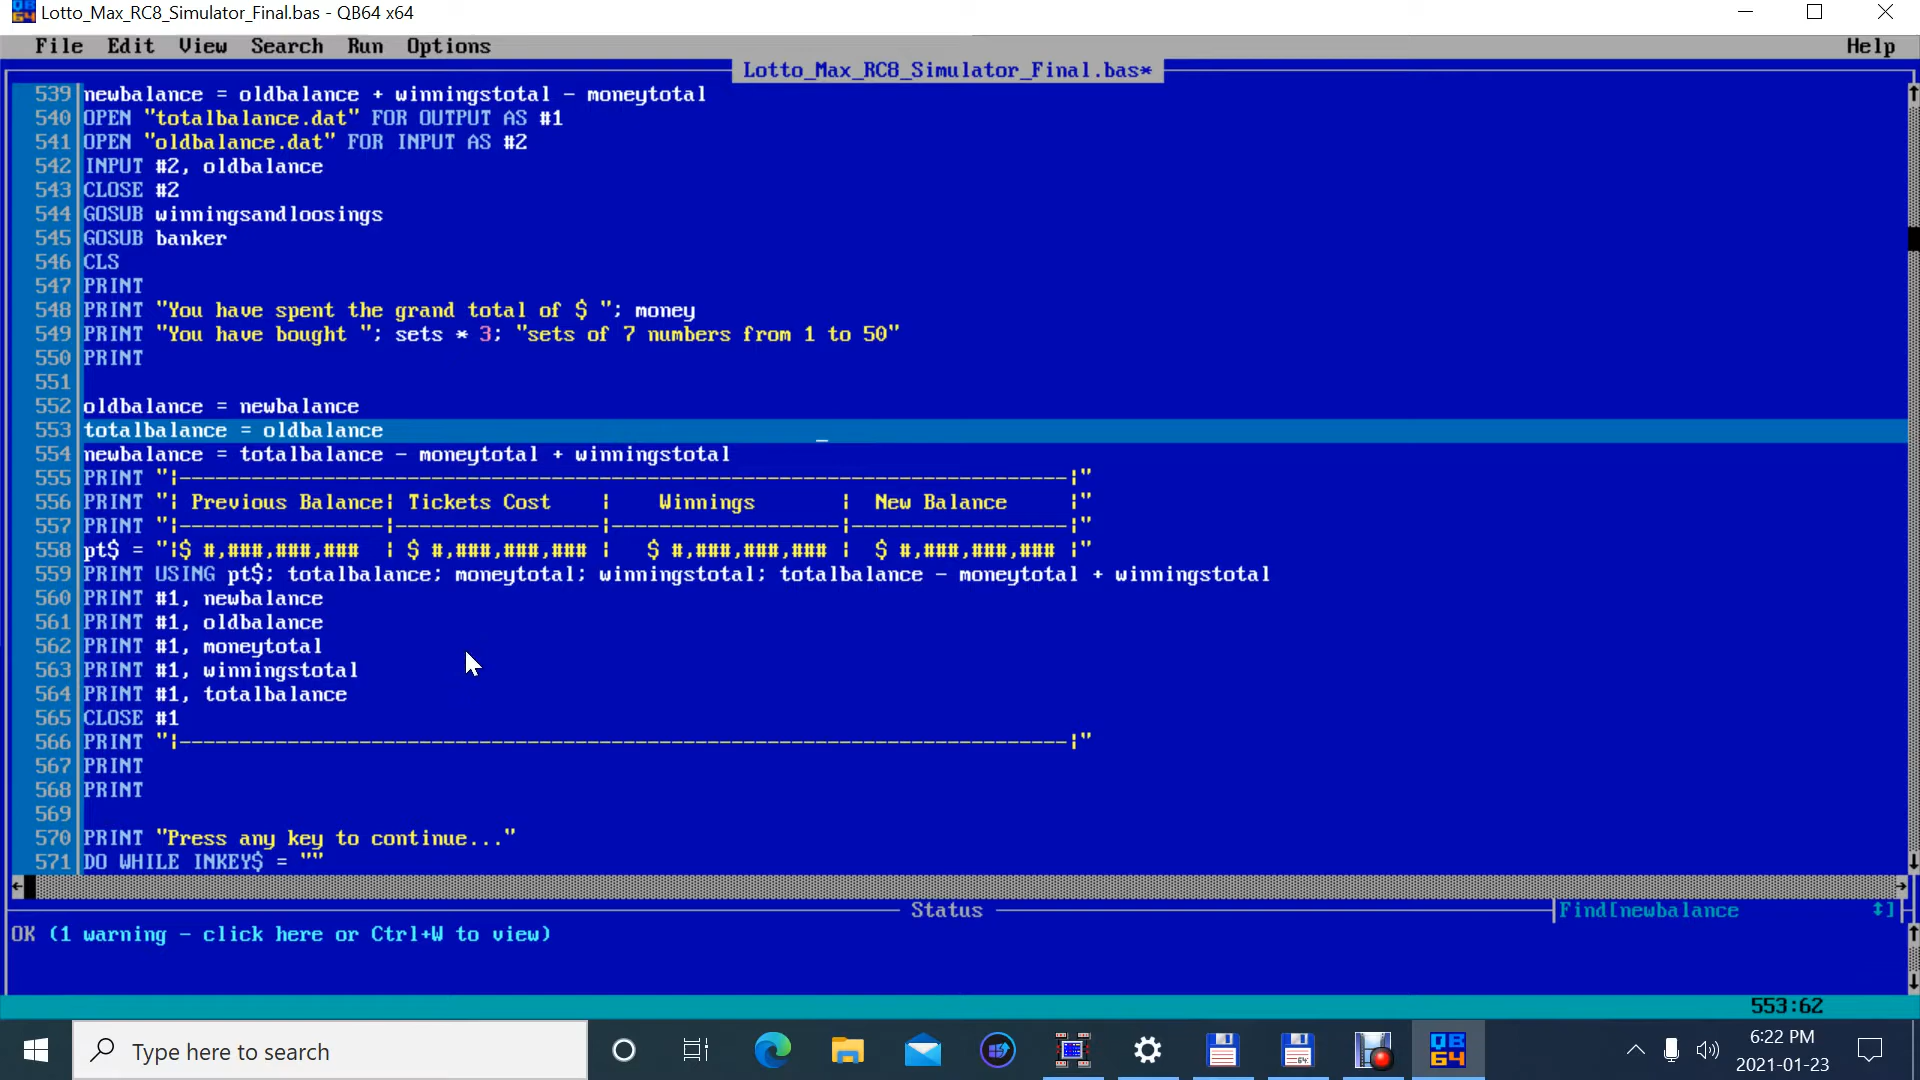 Lotto_Max_RC8_Simulator_Final.bas - QB64 x64
File Edit View Search Run Options Help
Lotto_Max_RC8_Simulator_Final.bas*
539 newbalance = oldbalance + winningstotal - moneytotal
540 OPEN "totalbalance.dat" FOR OUTPUT AS #1
541 OPEN "oldbalance.dat" FOR INPUT AS #2
542 INPUT #2, oldbalance
543 CLOSE #2
544 GOSUB winningsandloosings
545 GOSUB banker
546 CLS
547 PRINT
548 PRINT "You have spent the grand total of $ "; money
549 PRINT "You have bought "; sets * 3; "sets of 7 numbers from 1 to 50"
550 PRINT
551
552 oldbalance = newbalance
553 totalbalance = oldbalance
554 newbalance = totalbalance - moneytotal + winningstotal
555 PRINT "¦--------------------------------------------------------------------------¦"
556 PRINT "¦ Previous Balance¦ Tickets Cost    ¦    Winnings       ¦  New Balance     ¦"
557 PRINT "¦-----------------¦-----------------¦-------------------¦------------------¦"
558 pt$ = "¦$ #,###,###,###  ¦ $ #,###,###,### ¦   $ #,###,###,### ¦  $ #,###,###,### ¦"
559 PRINT USING pt$; totalbalance; moneytotal; winningstotal; totalbalance - moneytotal + winningstotal
560 PRINT #1, newbalance
561 PRINT #1, oldbalance
562 PRINT #1, moneytotal
563 PRINT #1, winningstotal
564 PRINT #1, totalbalance
565 CLOSE #1
566 PRINT "¦--------------------------------------------------------------------------¦"
567 PRINT
568 PRINT
569
570 PRINT "Press any key to continue..."
571 DO WHILE INKEY$ = ""
Status
Find[newbalance ]
OK (1 warning - click here or Ctrl+W to view)
553:62
Type here to search
QB64
6:22 PM
2021-01-23